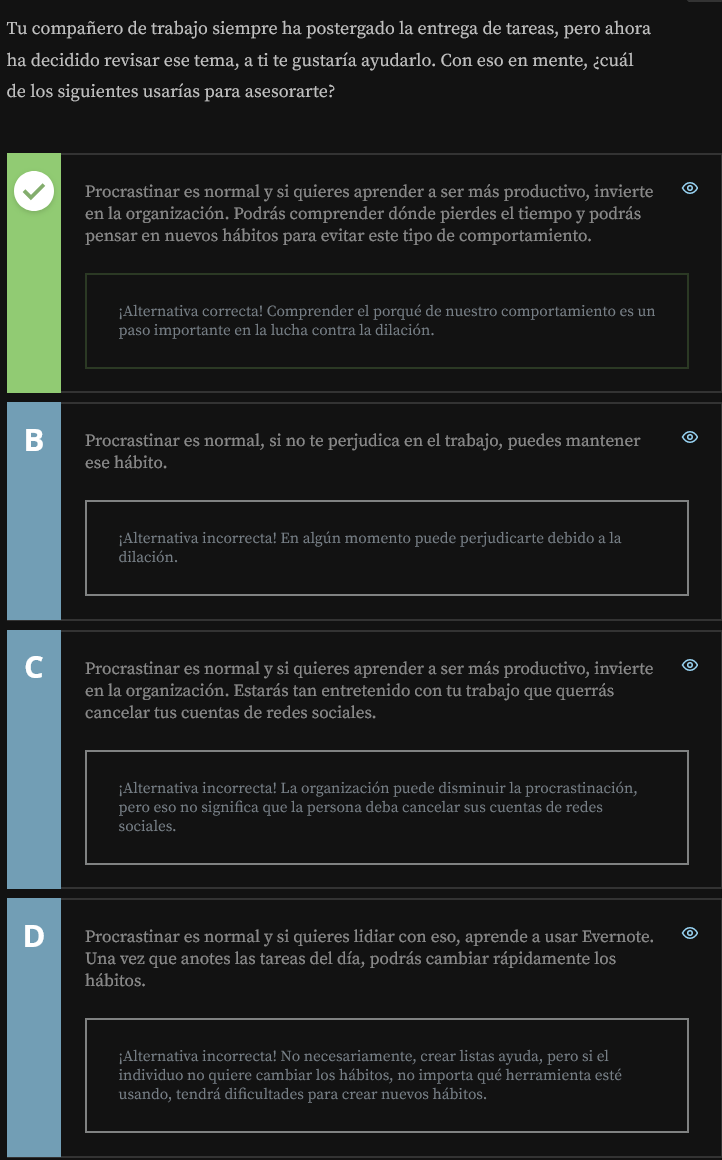 Tu compañero de trabajo siempre ha postergado la entrega de tareas, pero ahora
ha decidido revisar ese tema, a ti te gustaría ayudarlo. Con eso en mente, ¿cuál
de los siguientes usarías para asesorarte?
Procrastinar es normal y si quieres aprender a ser más productivo, invierte
en la organización. Podrás comprender dónde pierdes el tiempo y podrás
pensar en nuevos hábitos para evitar este tipo de comportamiento.
¡Alternativa correcta! Comprender el porqué de nuestro comportamiento es un
paso importante en la lucha contra la dilación.
B
Procrastinar es normal, si no te perjudica en el trabajo, puedes mantener
ese hábito.
¡Alternativa incorrecta! En algún momento puede perjudicarte debido a la
dilación.
C
Procrastinar es normal y si quieres aprender a ser más productivo, invierte
en la organización. Estarás tan entretenido con tu trabajo que querrás
cancelar tus cuentas de redes sociales.
¡Alternativa incorrecta! La organización puede disminuir la procrastinación,
pero eso no significa que la persona deba cancelar sus cuentas de redes
sociales.
D
Procrastinar es normal y si quieres lidiar con eso, aprende a usar Evernote.
Una vez que anotes las tareas del día, podrás cambiar rápidamente los
hábitos.
¡Alternativa incorrecta! No necesariamente, crear listas ayuda, pero si el
individuo no quiere cambiar los hábitos, no importa qué herramienta esté
usando, tendrá dificultades para crear nuevos hábitos.